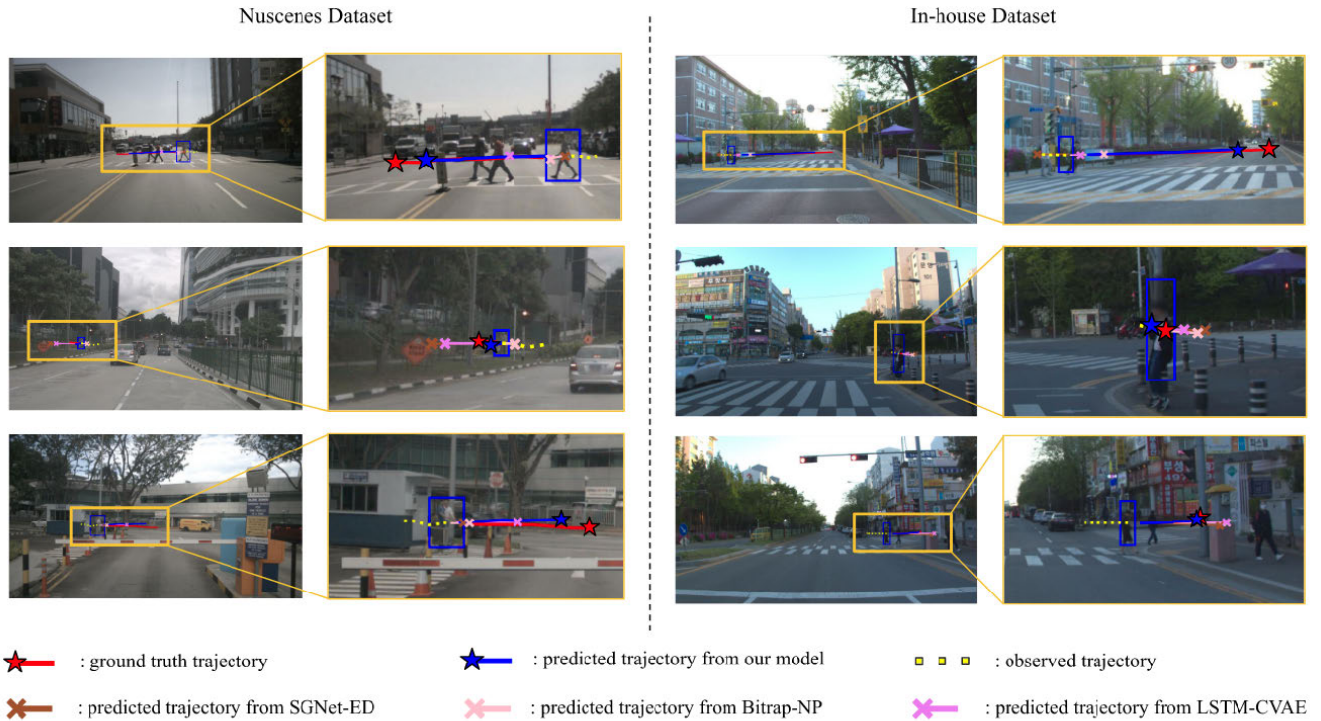 Nuscenes Dataset
In-house Dataset
: ground truth trajectory
: predicted trajectory from our model
: observed trajectory
: predicted trajectory from SGNet-ED
: predicted trajectory from Bitrap-NP
: predicted trajectory from LSTM-CVAE